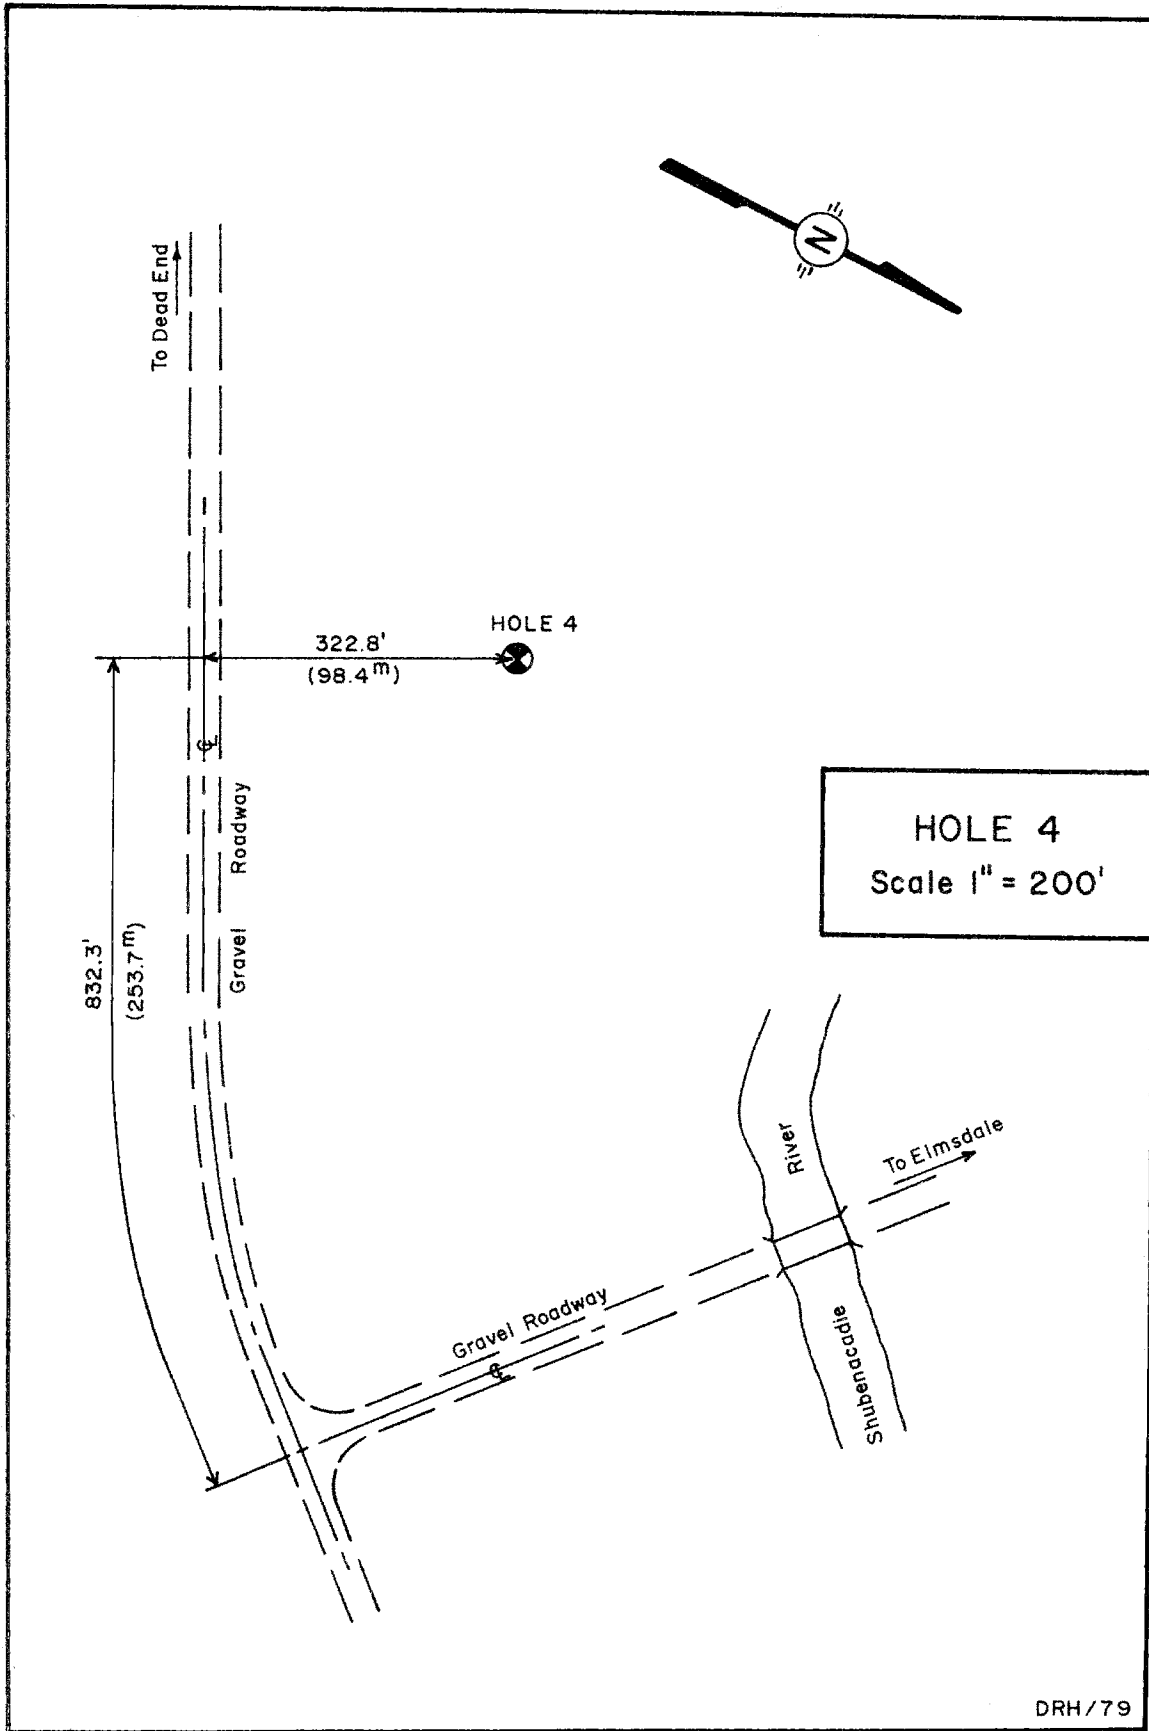 N
To Dead End
HOLE 4
322.8'
(98.4m)
℄
Gravel Roadway
832.3'
(253.7m)
HOLE 4
Scale 1" = 200'
River
To Elmsdale
Gravel Roadway
℄
Shubenacadie
DRH/79